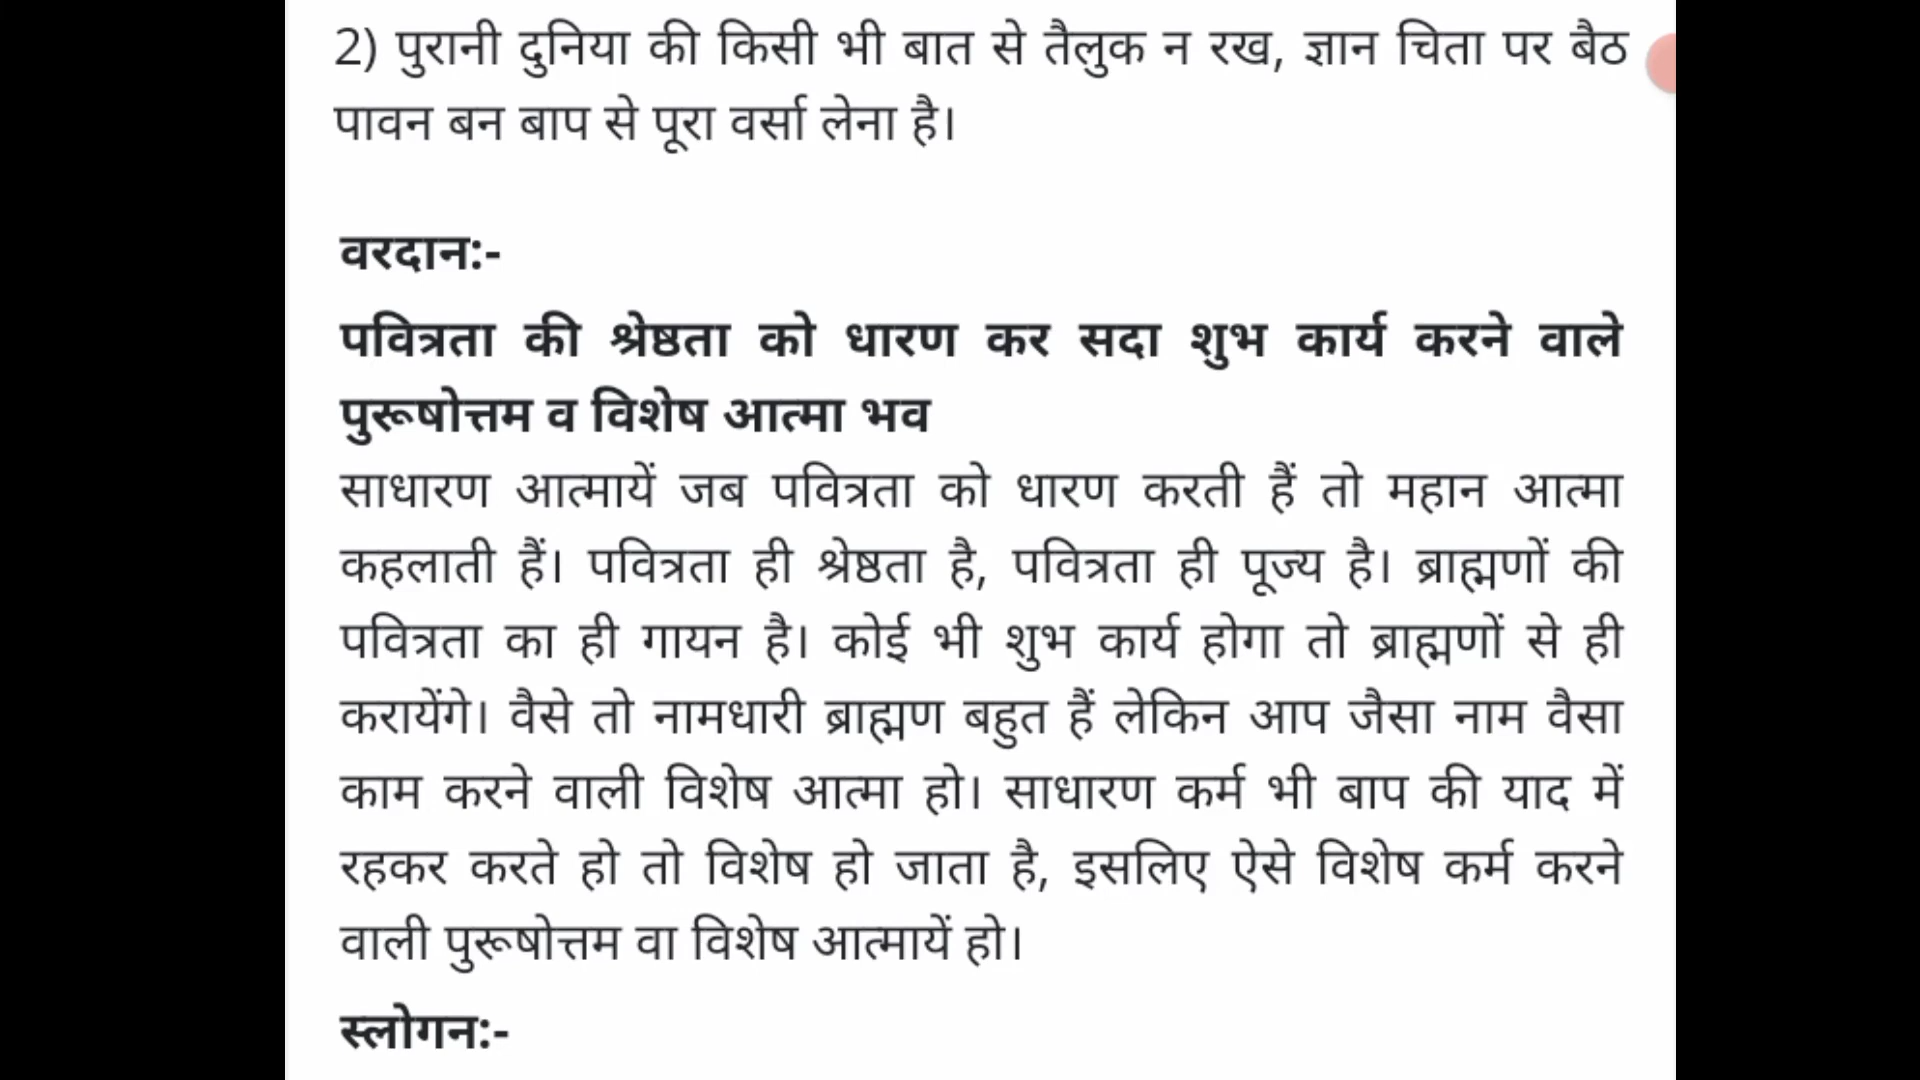 2) पुरानी दुनिया की किसी भी बात से तैलुक न रख, ज्ञान चिता पर बैठ
पावन बन बाप से पूरा वर्सा लेना है।
वरदान:-
पवित्रता की श्रेष्ठता को धारण कर सदा शुभ कार्य करने वाले
पुरूषोत्तम व विशेष आत्मा भव
साधारण आत्मायें जब पवित्रता को धारण करती हैं तो महान आत्मा
कहलाती हैं। पवित्रता ही श्रेष्ठता है, पवित्रता ही पूज्य है। ब्राह्मणों की
पवित्रता का ही गायन है। कोई भी शुभ कार्य होगा तो ब्राह्मणों से ही
करायेंगे। वैसे तो नामधारी ब्राह्मण बहुत हैं लेकिन आप जैसा नाम वैसा
काम करने वाली विशेष आत्मा हो। साधारण कर्म भी बाप की याद में
रहकर करते हो तो विशेष हो जाता है, इसलिए ऐसे विशेष कर्म करने
वाली पुरूषोत्तम वा विशेष आत्मायें हो।
स्लोगन:-